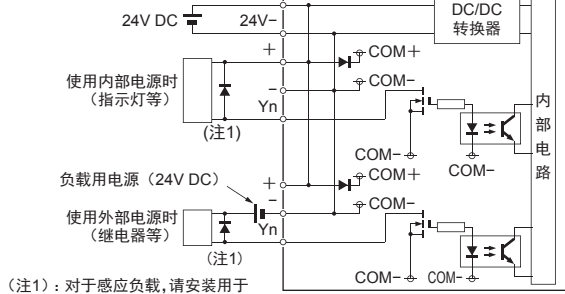 24V DC
24V−
DC/DC
转换器
+
COM+
使用内部电源时
（指示灯等）
−
COM−
Yn
(注1)
内
部
电
路
COM−
COM−
负载用电源（24V DC）
+
COM+
−
COM−
使用外部电源时
（继电器等）
Yn
（注1）
COM−
COM−
（注1）：对于感应负载,请安装用于